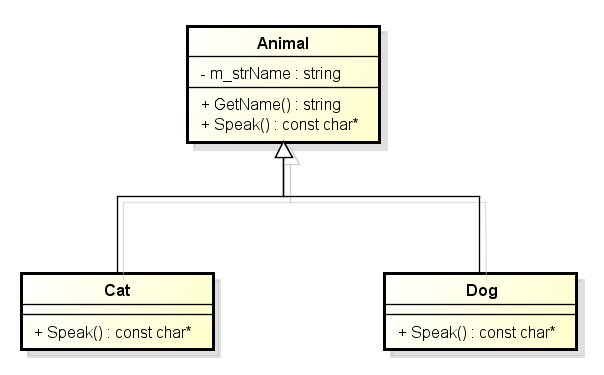 Animal
- m_strName : string
+ GetName() : string
+ Speak() : const char*
Cat
+ Speak() : const char*
Dog
+ Speak() : const char*